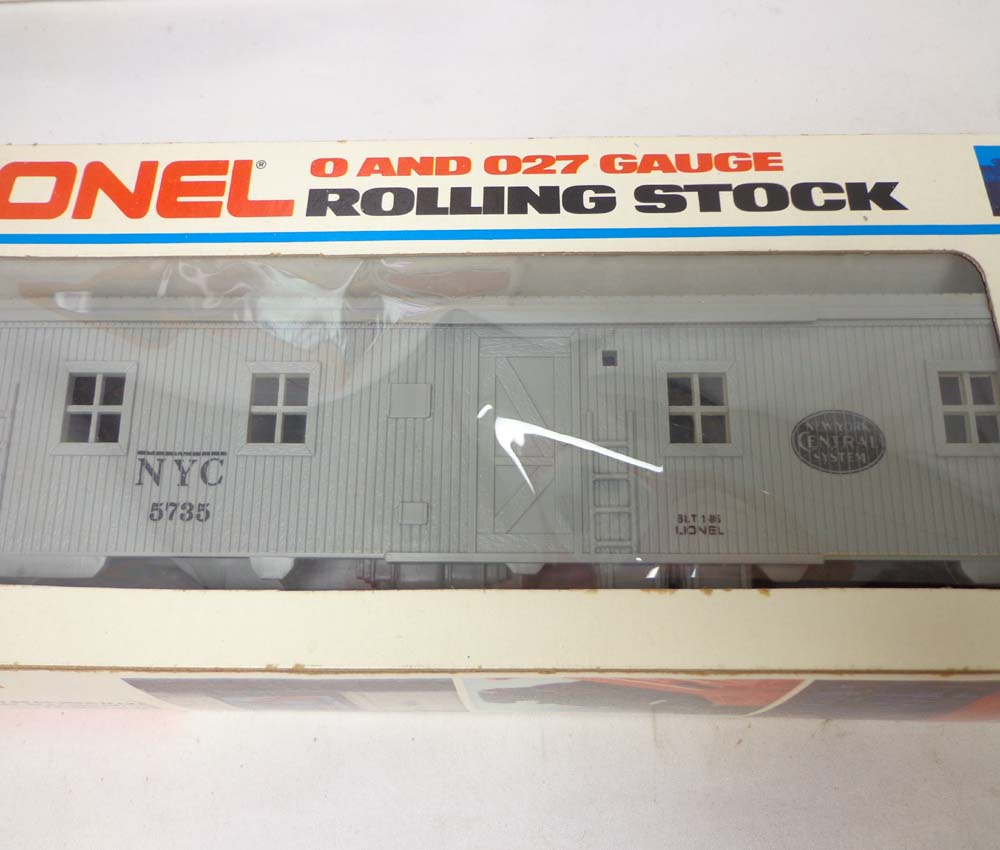 ONEL® O AND O27 GAUGE
ROLLING STOCK
NYC
5735
NEW YORK
CENTRAL
SYSTEM
BLT 1-85
LIONEL